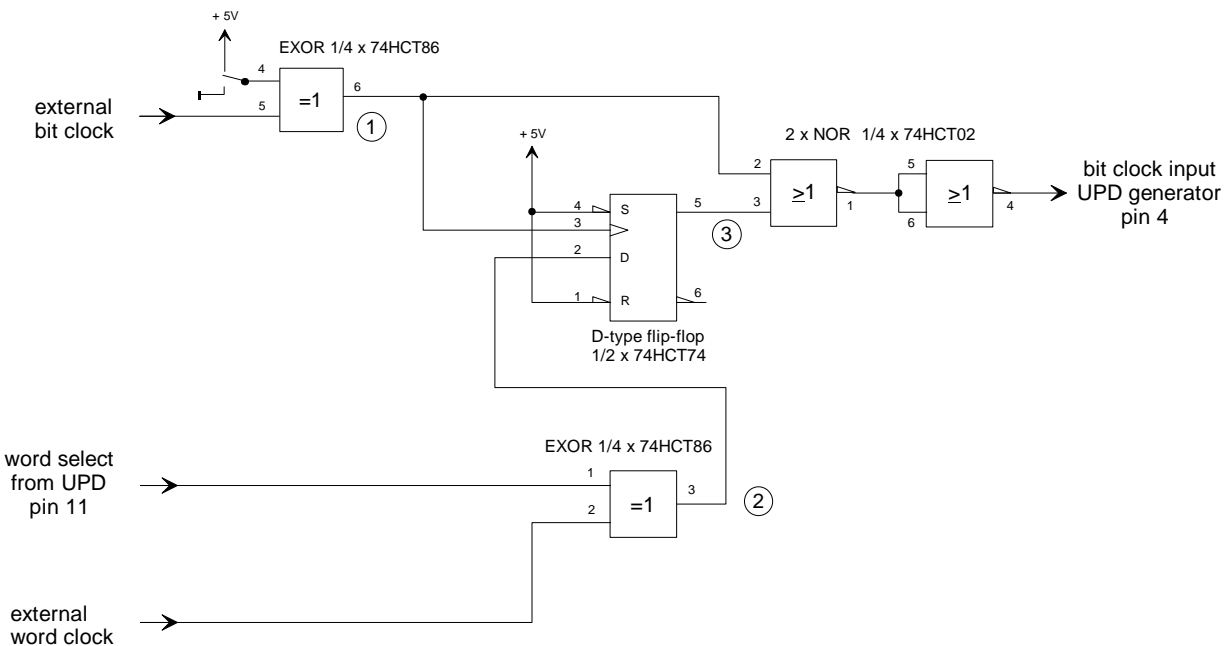 + 5V
EXOR 1/4 x 74HCT86
4
5
=1
6
external
bit clock
1
+ 5V
2 x NOR 1/4 x 74HCT02
2
3
≥1
1
5
6
≥1
4
bit clock input
UPD generator
pin 4
4
S
3
2
D
1
R
5
6
3
D-type flip-flop
1/2 x 74HCT74
EXOR 1/4 x 74HCT86
word select
from UPD
pin 11
1
2
=1
3
2
external
word clock